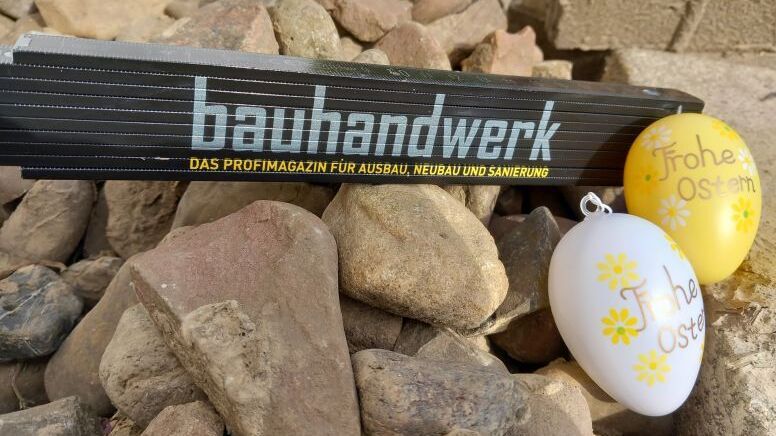 bauhandwerk
DAS PROFIMAGAZIN FÜR AUSBAU, NEUBAU UND SANIERUNG
Frohe
Ostern
Frohe
Ostern